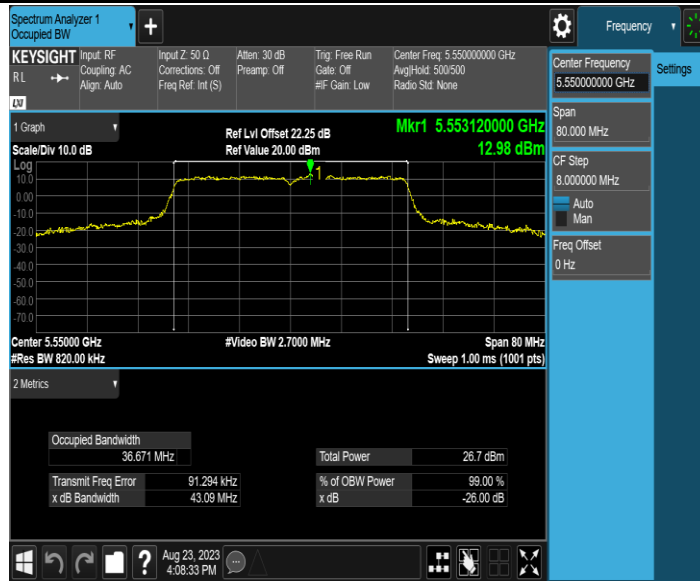 Spectrum Analyzer 1
Occupied BW
Frequency
KEYSIGHT
Input: RF
Input Z: 50 Ω
Atten: 30 dB
Trig: Free Run
Center Freq: 5.550000000 GHz
RL
Coupling: AC
Corrections: Off
Preamp: Off
Gate: Off
Avg|Hold: 500/500
Align: Auto
Freq Ref: Int (S)
#IF Gain: Low
Radio Std: None
LXI
Center Frequency
5.550000000 GHz
Settings
Span
80.000 MHz
CF Step
8.000000 MHz
Auto
Man
Freq Offset
0 Hz
1 Graph
Ref Lvl Offset 22.25 dB
Mkr1 5.553120000 GHz
Scale/Div 10.0 dB
Ref Value 20.00 dBm
12.98 dBm
Log
1
10.0
0.00
-10.0
-20.0
-30.0
-40.0
-50.0
-60.0
-70.0
Center 5.55000 GHz
#Video BW 2.7000 MHz
Span 80 MHz
#Res BW 820.00 kHz
Sweep 1.00 ms (1001 pts)
2 Metrics
Occupied Bandwidth
36.671 MHz
Total Power
26.7 dBm
Transmit Freq Error
91.294 kHz
% of OBW Power
99.00 %
x dB Bandwidth
43.09 MHz
x dB
-26.00 dB
?
Aug 23, 2023
4:08:33 PM